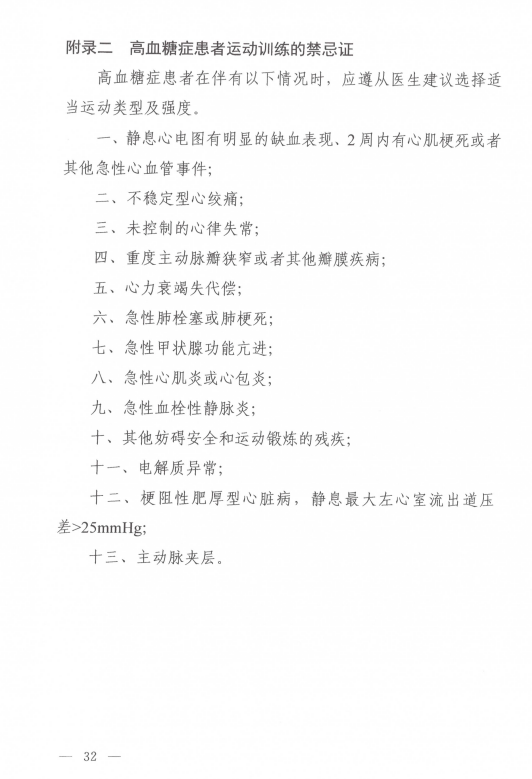 附录二 高血糖症患者运动训练的禁忌证
高血糖症患者在伴有以下情况时，应遵从医生建议选择适
当运动类型及强度。
一、静息心电图有明显的缺血表现、2 周内有心肌梗死或者
其他急性心血管事件;
二、不稳定型心绞痛;
三、未控制的心律失常;
四、重度主动脉瓣狭窄或者其他瓣膜疾病;
五、心力衰竭失代偿;
六、急性肺栓塞或肺梗死;
七、急性甲状腺功能亢进;
八、急性心肌炎或心包炎;
九、急性血栓性静脉炎;
十、其他妨碍安全和运动锻炼的残疾;
十一、电解质异常;
十二、梗阻性肥厚型心脏病，静息最大左心室流出道压
差>25mmHg;
十三、主动脉夹层。
— 32 —